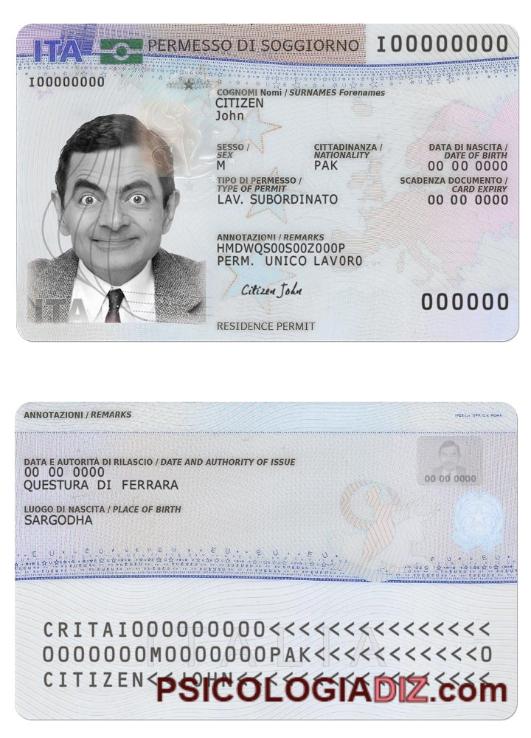 ITA PERMESSO DI SOGGIORNO I00000000
I00000000
COGNOMI Nomi / SURNAMES Forenames
CITIZEN
John
SESSO / CITTADINANZA / DATA DI NASCITA /
SEX NATIONALITY DATE OF BIRTH
M PAK 00 00 0000
TIPO DI PERMESSO / SCADENZA DOCUMENTO /
TYPE OF PERMIT CARD EXPIRY
LAV. SUBORDINATO 00 00 0000
ANNOTAZIONI / REMARKS
HMDWQS00S00Z000P
PERM. UNICO LAV0R0
Citizen John
ITA 000000
RESIDENCE PERMIT
ANNOTAZIONI / REMARKS
DATA E AUTORITÀ DI RILASCIO / DATE AND AUTHORITY OF ISSUE
00 00 0000
00 00 0000
QUESTURA DI FERRARA
LUOGO DI NASCITA / PLACE OF BIRTH
SARGODHA
ITALIA
CRITAI000000000<<<<<<<<<<<<<<<
0000000M0000000PAK<<<<<<<<<<<0
CITIZEN<<JOHN<<<<<<<<<<<<<<<<<
PSICOLOGIADIZ.com